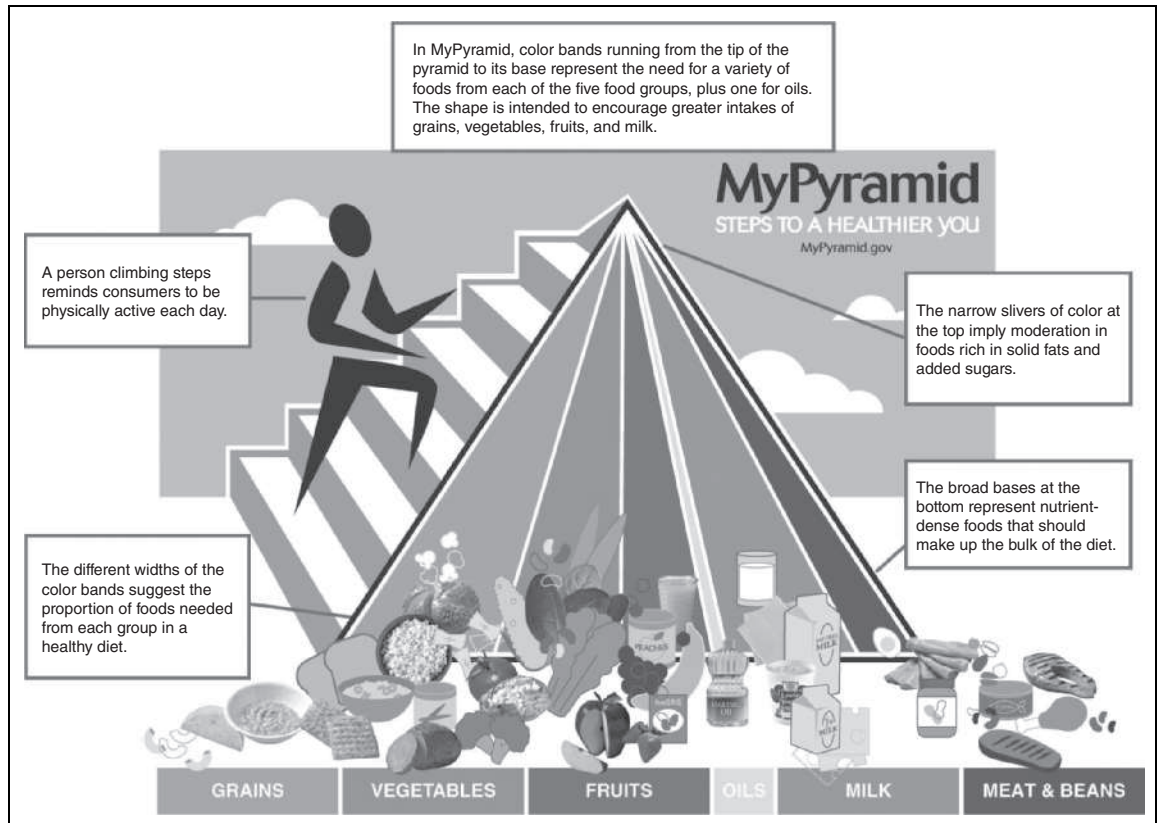 In MyPyramid, color bands running from the tip of the
pyramid to its base represent the need for a variety of
foods from each of the five food groups, plus one for oils.
The shape is intended to encourage greater intakes of
grains, vegetables, fruits, and milk.
MyPyramid
STEPS TO A HEALTHIER YOU
MyPyramid.gov
A person climbing steps
reminds consumers to be
physically active each day.
The narrow slivers of color at
the top imply moderation in
foods rich in solid fats and
added sugars.
The broad bases at the
bottom represent nutrient-
dense foods that should
make up the bulk of the diet.
The different widths of the
color bands suggest the
proportion of foods needed
from each group in a
healthy diet.
PEACHES
MILK
MILK
GRAINS
VEGETABLES
FRUITS
OILS
MILK
MEAT & BEANS